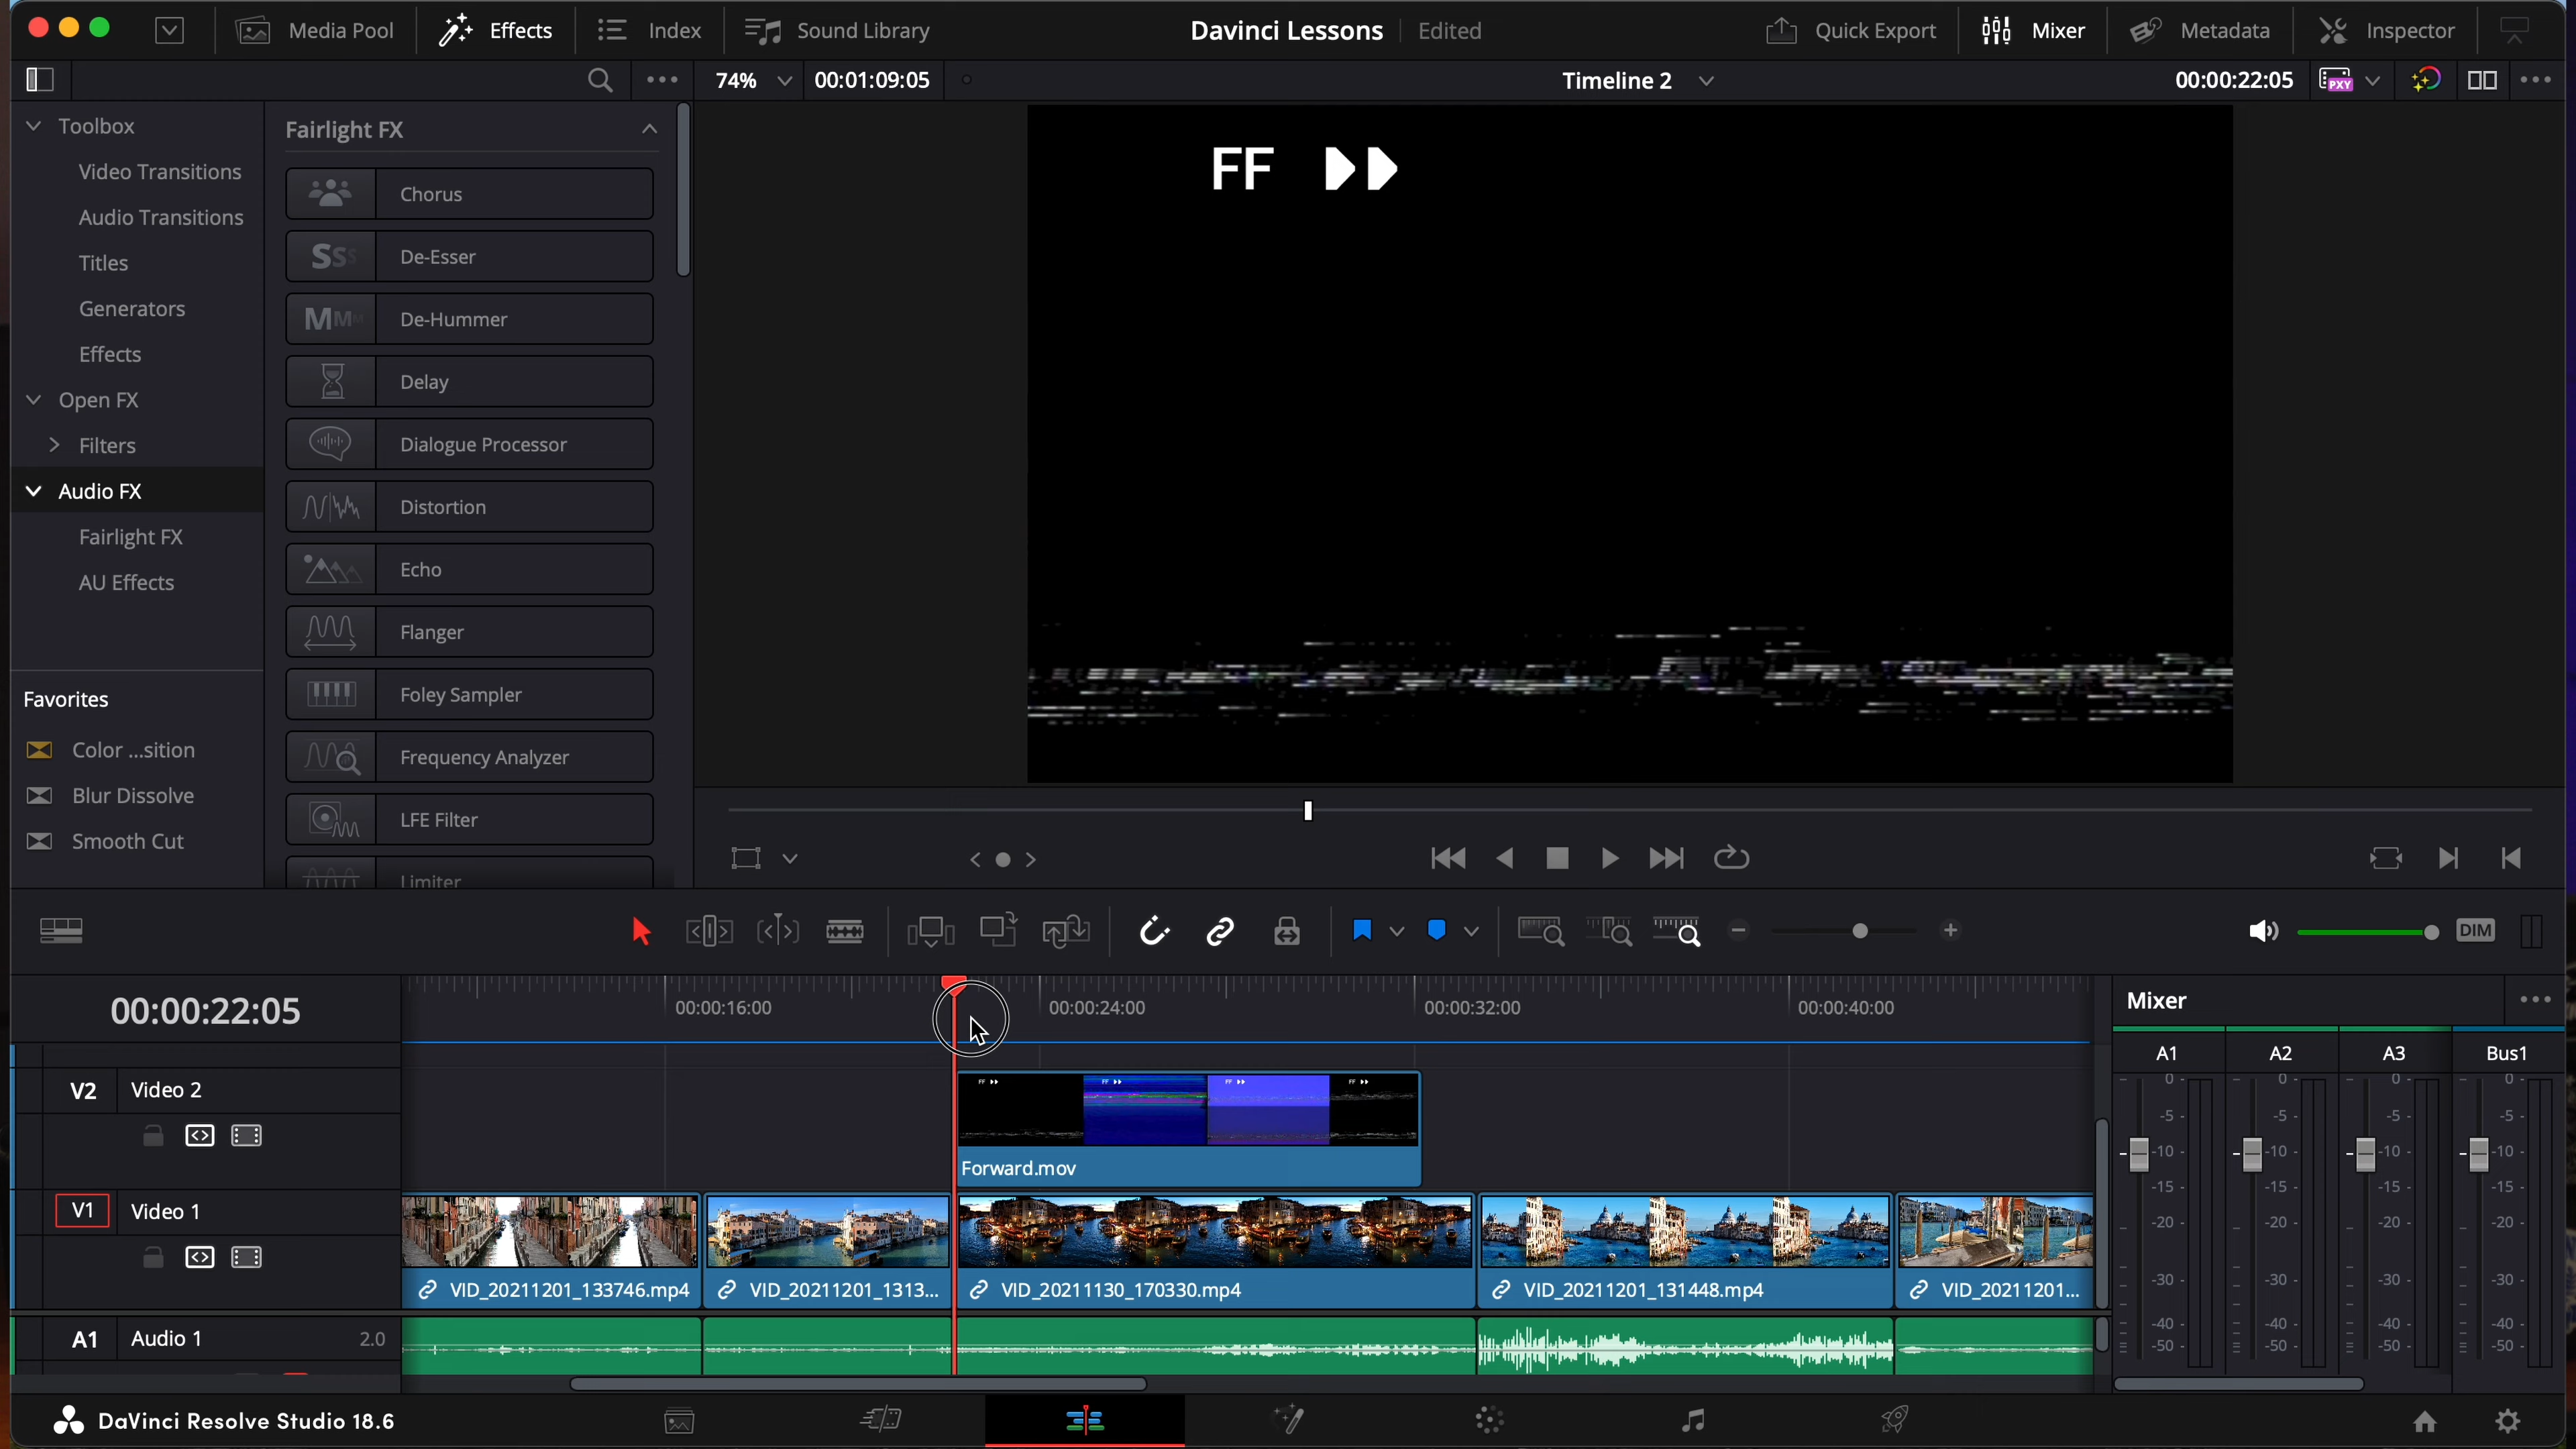 Media Pool
Effects
Index
Sound Library
Davinci Lessons
Edited
Quick Export
Mixer
Metadata
Inspector
74%
00:01:09:05
Timeline 2
00:00:22:05
PXY
Toolbox
Video Transitions
Audio Transitions
Titles
Generators
Effects
Open FX
Filters
Audio FX
Fairlight FX
AU Effects
Favorites
Color ...sition
Blur Dissolve
Smooth Cut
Fairlight FX
Chorus
De-Esser
De-Hummer
Delay
Dialogue Processor
Distortion
Echo
Flanger
Foley Sampler
Frequency Analyzer
LFE Filter
Limiter
FF
DIM
00:00:22:05
00:00:16:00
00:00:24:00
00:00:32:00
00:00:40:00
V2 Video 2
Forward.mov
V1 Video 1
VID_20211201_133746.mp4
VID_20211201_1313...
VID_20211130_170330.mp4
VID_20211201_131448.mp4
VID_20211201...
A1 Audio 1 2.0
Mixer
A1 A2 A3 Bus1
0 0 0 0
-5 -5 -5 -5
-10 -10 -10 -10
-15 -15 -15 -15
-20 -20 -20 -20
-30 -30 -30 -30
-40 -40 -40 -40
-50 -50 -50 -50
DaVinci Resolve Studio 18.6